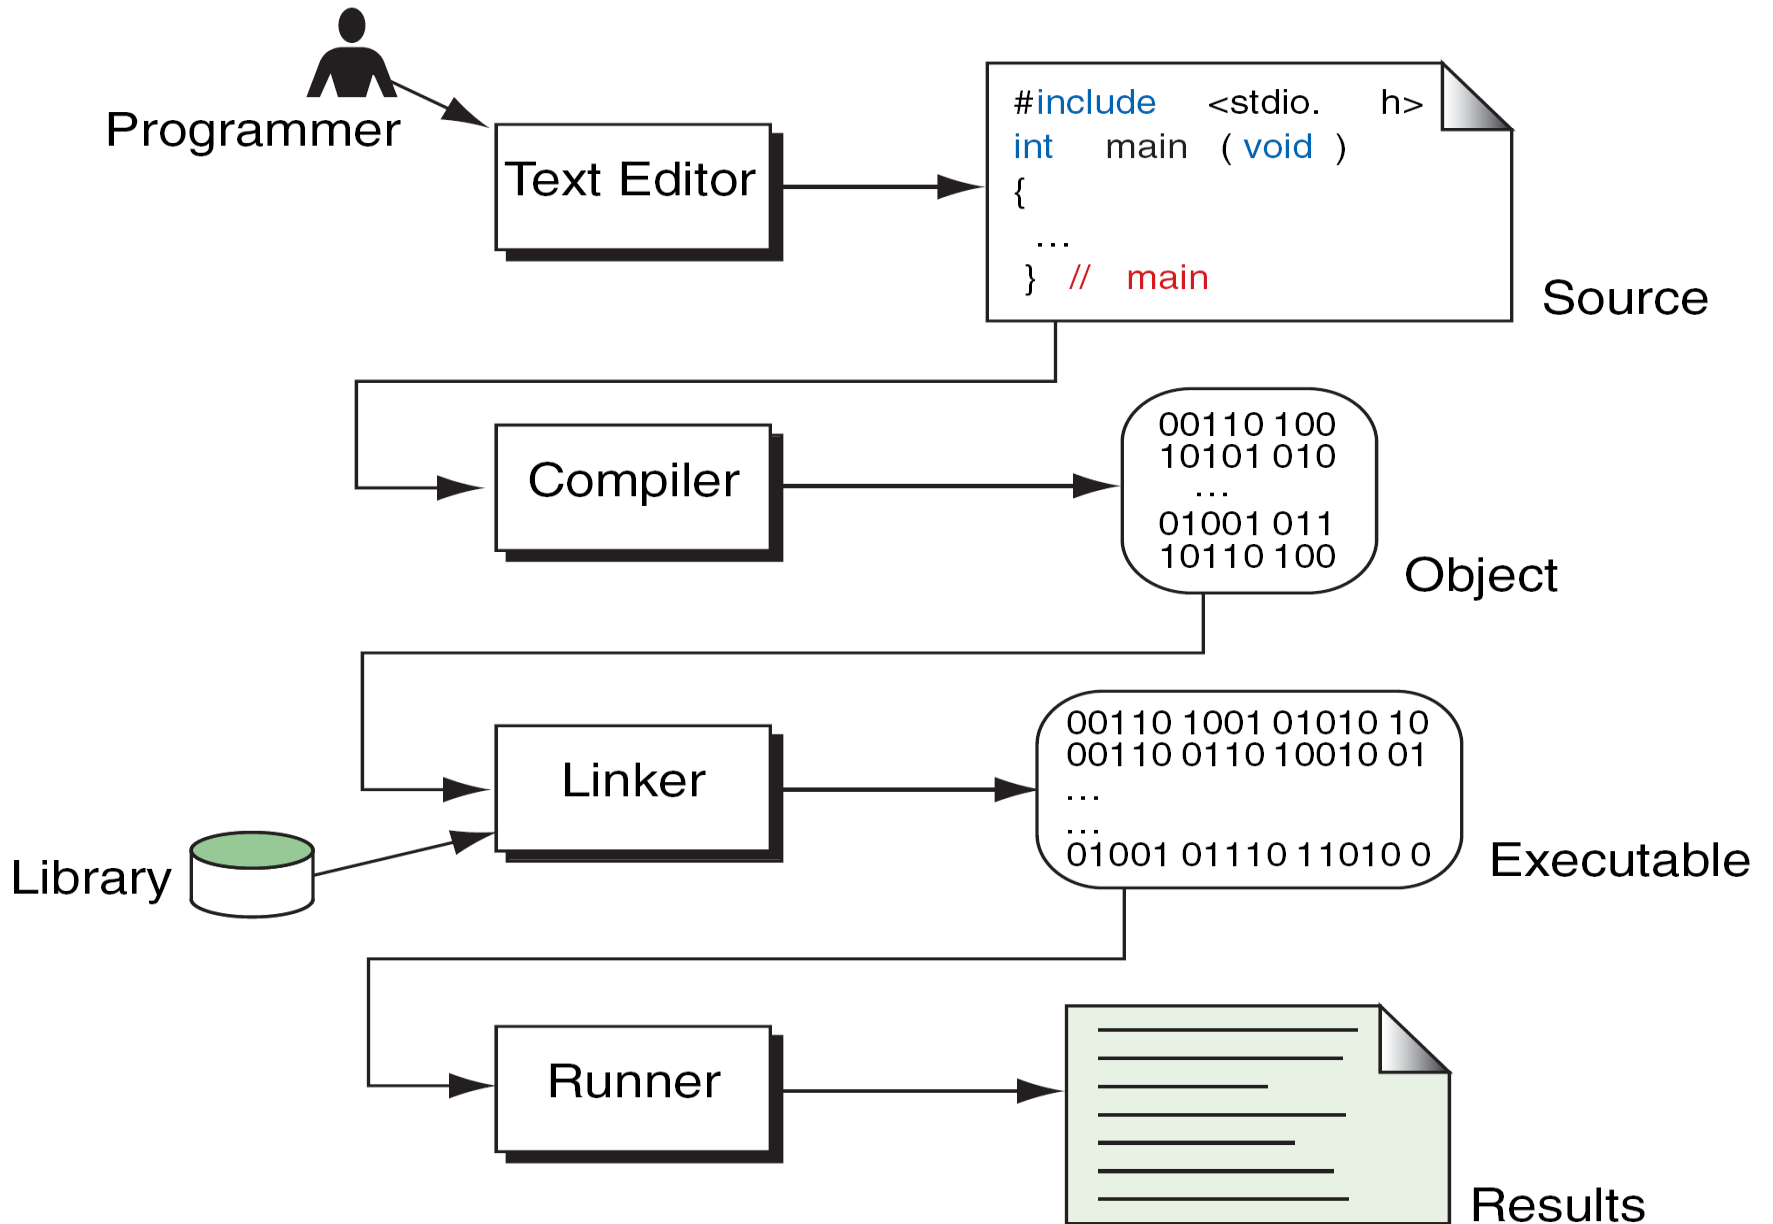 Programmer
Text Editor
#include <stdio. h>
int main ( void )
{
...
} // main
Source
Compiler
00110 100
10101 010
...
01001 011
10110 100
Object
Linker
Library
00110 1001 01010 10
00110 0110 10010 01
...
...
01001 01110 11010 0
Executable
Runner
Results